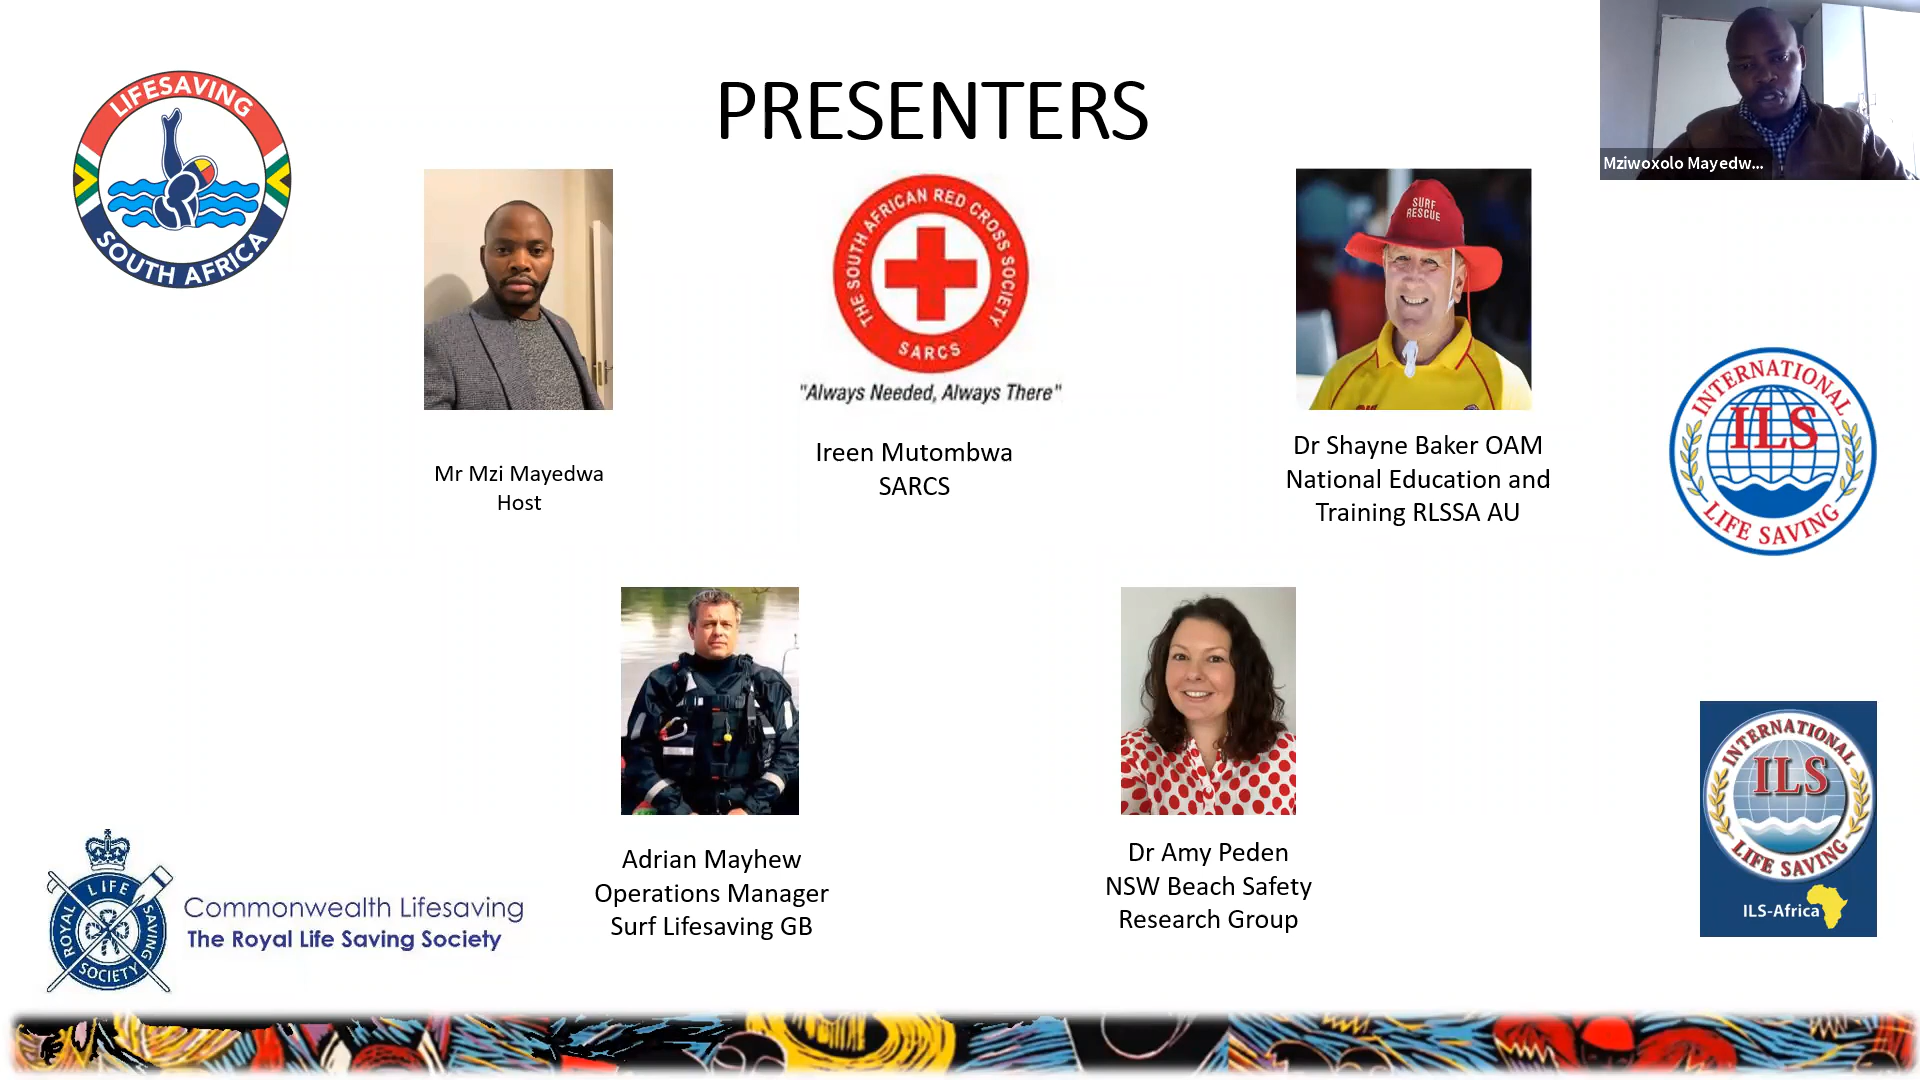 PRESENTERS
Mziwoxolo Mayedw...
LIFESAVING
SOUTH AFRICA
THE SOUTH AFRICAN RED CROSS SOCIETY
SARCS
"Always Needed, Always There"
SURF
RESCUE
Mr Mzi Mayedwa
Host
Ireen Mutombwa
SARCS
Dr Shayne Baker OAM
National Education and
Training RLSSA AU
INTERNATIONAL
ILS
LIFE SAVING
Adrian Mayhew
Operations Manager
Surf Lifesaving GB
Dr Amy Peden
NSW Beach Safety
Research Group
INTERNATIONAL
ILS
LIFE SAVING
ILS-Africa
ROYAL LIFE SAVING SOCIETY
Commonwealth Lifesaving
The Royal Life Saving Society